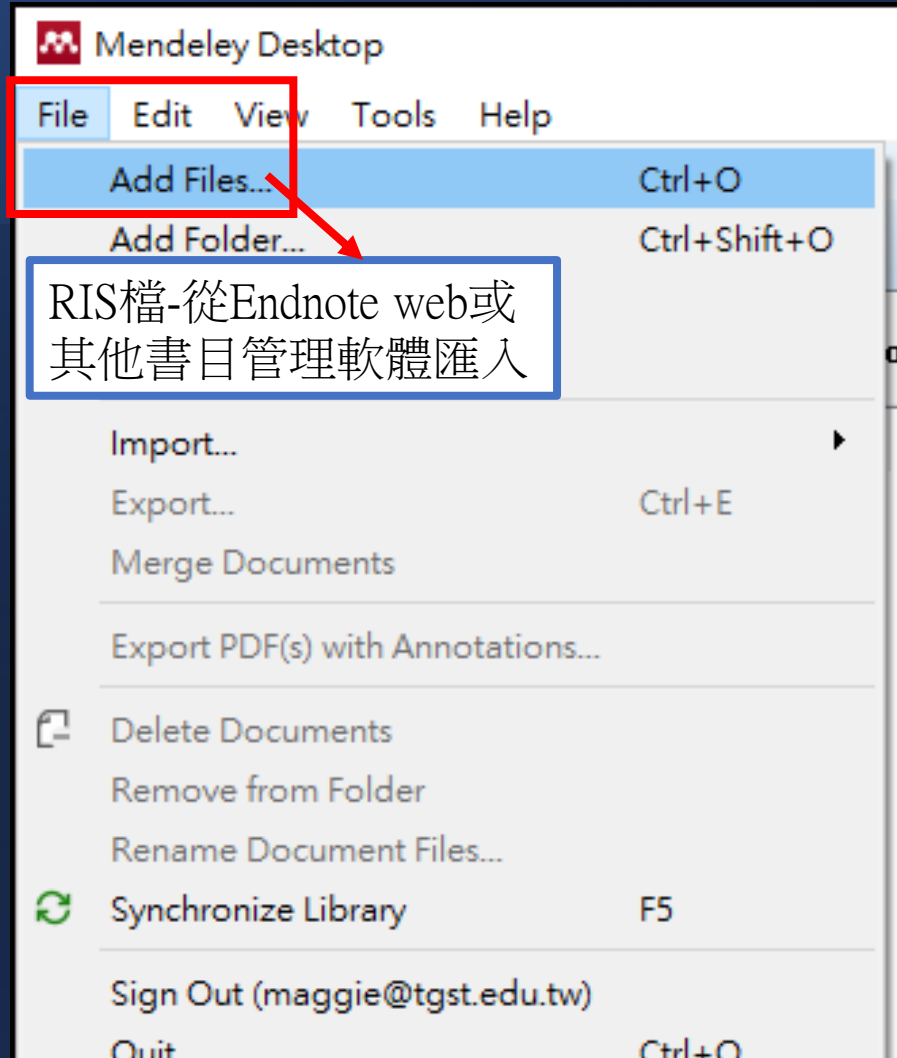 Mendeley Desktop
File Edit View Tools Help
Add Files... Ctrl+O
Add Folder... Ctrl+Shift+O
RIS檔-從Endnote web或
其他書目管理軟體匯入
Import...
Export... Ctrl+E
Merge Documents
Export PDF(s) with Annotations...
Delete Documents
Remove from Folder
Rename Document Files...
Synchronize Library F5
Sign Out (maggie@tgst.edu.tw)
Quit Ctrl+Q